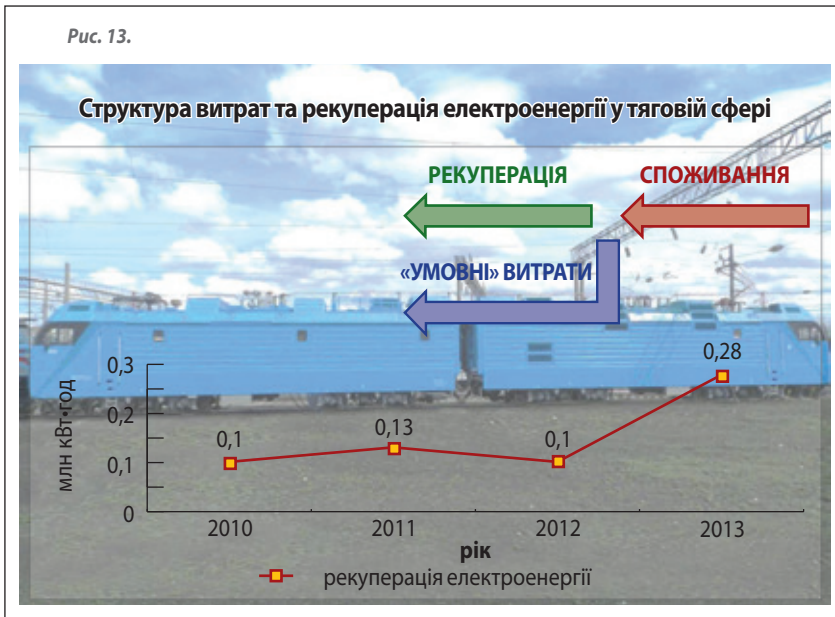 Рис. 13.
Структура витрат та рекуперація електроенергії у тяговій сфері
РЕКУПЕРАЦІЯ
СПОЖИВАННЯ
«УМОВНІ» ВИТРАТИ
млн кВт•год
0,3
0,2
0,1
0
0,1
0,13
0,1
0,28
2010
2011
2012
2013
рік
рекуперація електроенергії